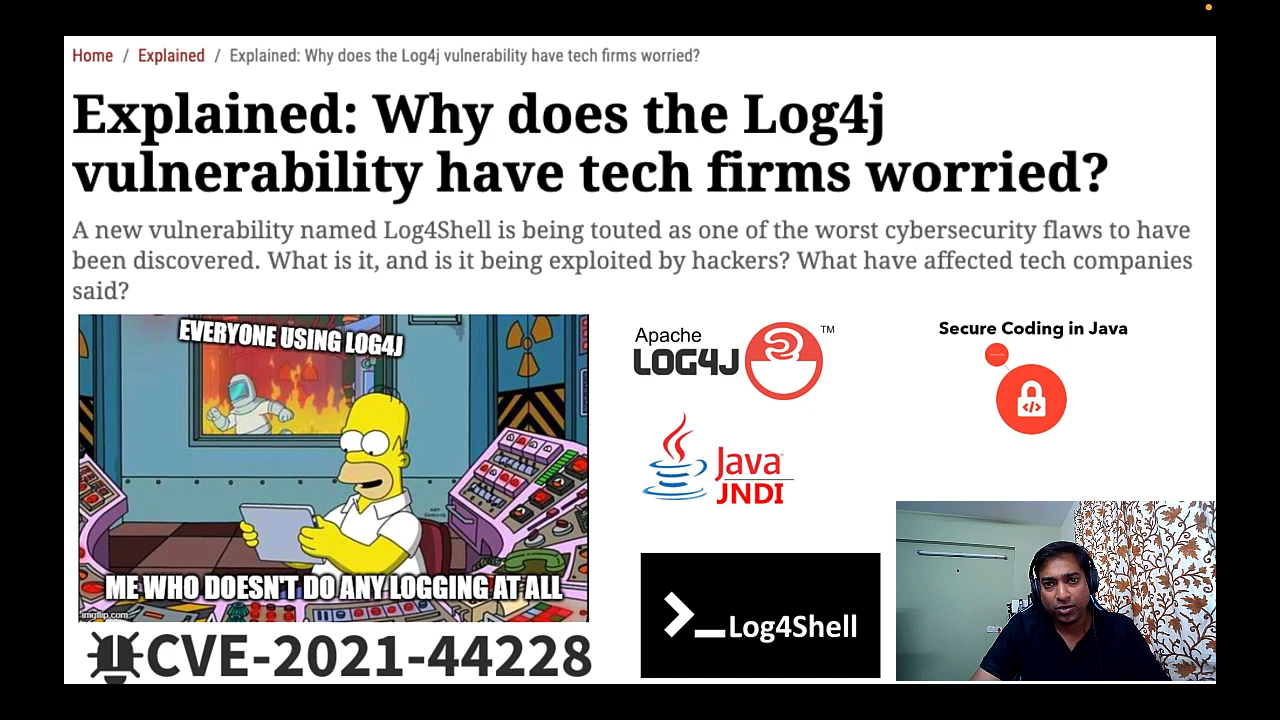 Home / Explained / Explained: Why does the Log4j vulnerability have tech firms worried?
Explained: Why does the Log4j
vulnerability have tech firms worried?
A new vulnerability named Log4Shell is being touted as one of the worst cybersecurity flaws to have
been discovered. What is it, and is it being exploited by hackers? What have affected tech companies
said?
EVERYONE USING LOG4J
ME WHO DOESN'T DO ANY LOGGING AT ALL
imgflip.com
CVE-2021-44228
Apache
LOG4J
TM
Java
JNDI
>_Log4Shell
Secure Coding in Java
</>